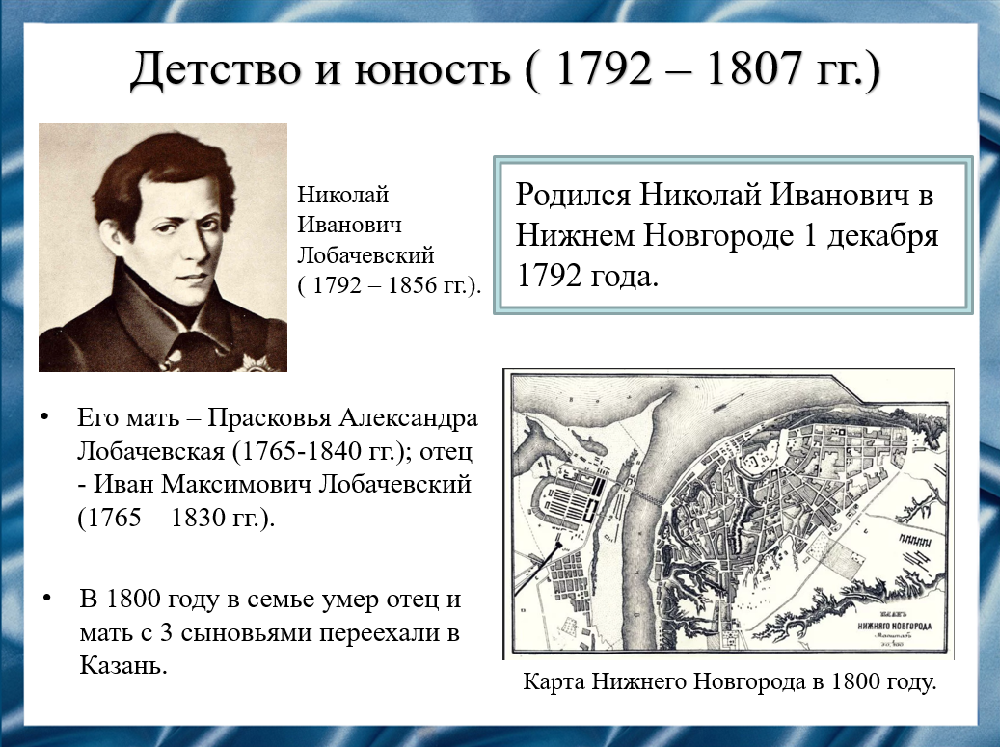 Детство и юность ( 1792 – 1807 гг.)
Николай
Иванович
Лобачевский
( 1792 – 1856 гг.).
Родился Николай Иванович в
Нижнем Новгороде 1 декабря
1792 года.
• Его мать – Прасковья Александра
Лобачевская (1765-1840 гг.); отец
- Иван Максимович Лобачевский
(1765 – 1830 гг.).
• В 1800 году в семье умер отец и
мать с 3 сыновьями переехали в
Казань.
ПЛАНЪ
НИЖНЯГО НОВГОРОДА
Масштабъ
Карта Нижнего Новгорода в 1800 году.